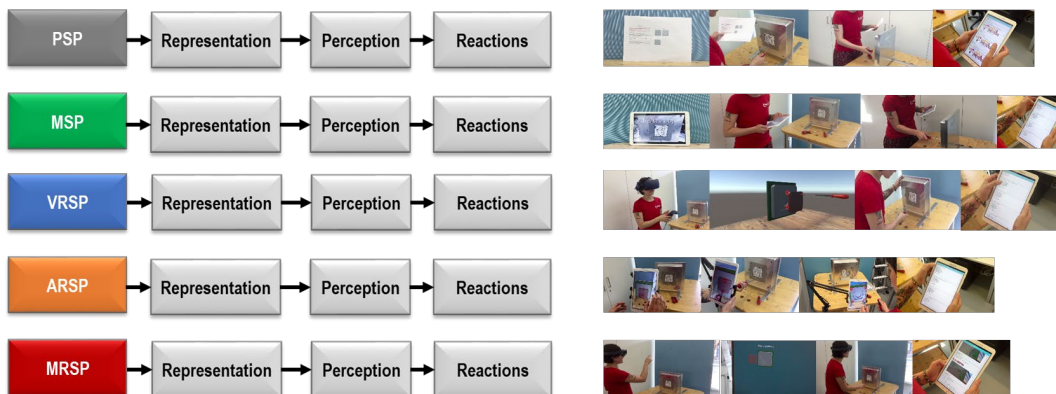 PSP Representation Perception Reactions
MSP Representation Perception Reactions
VRSP Representation Perception Reactions
ARSP Representation Perception Reactions
MRSP Representation Perception Reactions